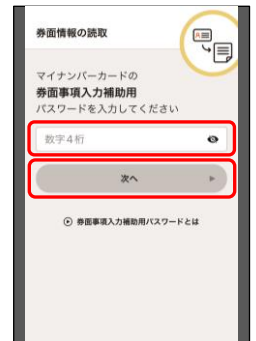 券面情報の読取
A
マイナンバーカードの
券面事項入力補助用
パスワードを入力してください
数字4桁
次へ
券面事項入力補助用パスワードとは